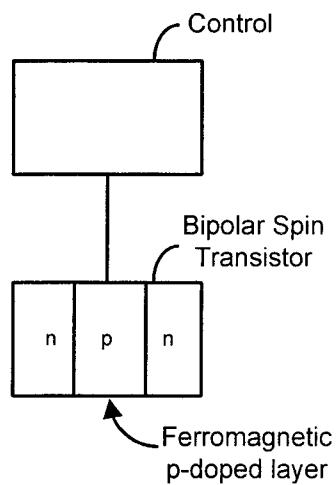 Control
Bipolar Spin
Transistor
n p n
Ferromagnetic
p-doped layer